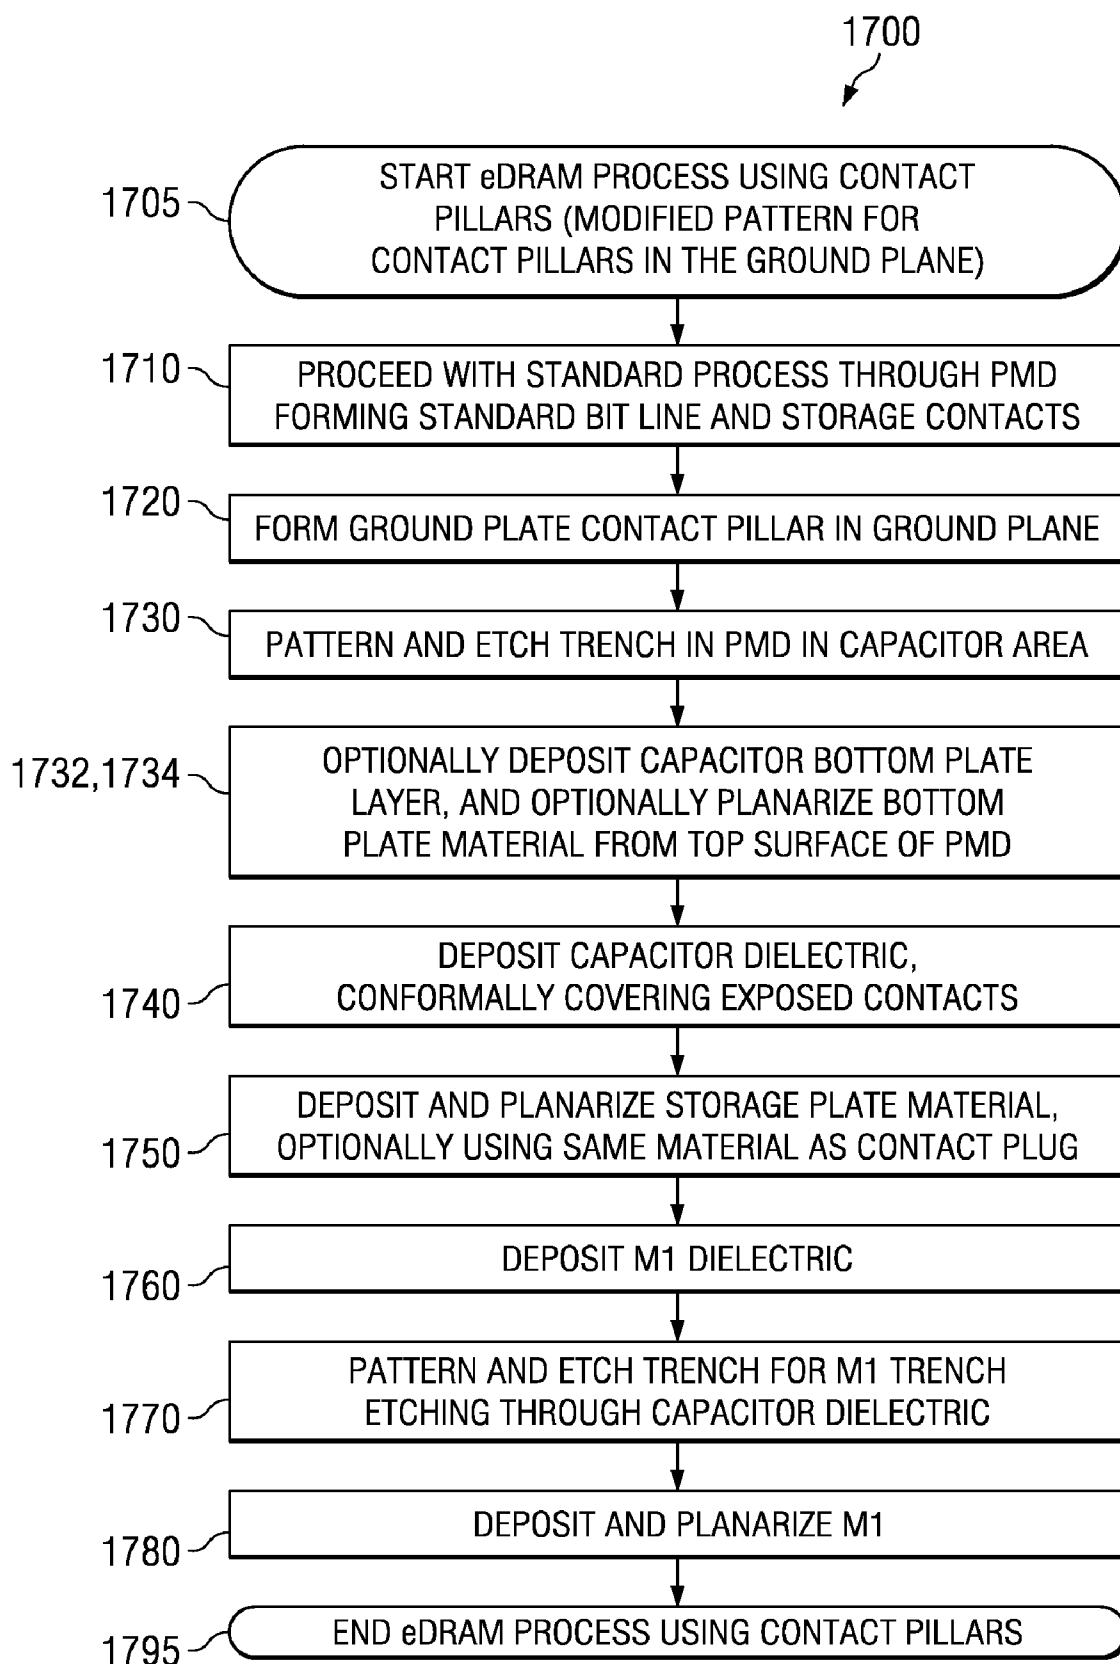 1700
1705
START eDRAM PROCESS USING CONTACT
PILLARS (MODIFIED PATTERN FOR
CONTACT PILLARS IN THE GROUND PLANE)
1710
PROCEED WITH STANDARD PROCESS THROUGH PMD
FORMING STANDARD BIT LINE AND STORAGE CONTACTS
1720
FORM GROUND PLATE CONTACT PILLAR IN GROUND PLANE
1730
PATTERN AND ETCH TRENCH IN PMD IN CAPACITOR AREA
1732,1734
OPTIONALLY DEPOSIT CAPACITOR BOTTOM PLATE
LAYER, AND OPTIONALLY PLANARIZE BOTTOM
PLATE MATERIAL FROM TOP SURFACE OF PMD
1740
DEPOSIT CAPACITOR DIELECTRIC,
CONFORMALLY COVERING EXPOSED CONTACTS
1750
DEPOSIT AND PLANARIZE STORAGE PLATE MATERIAL,
OPTIONALLY USING SAME MATERIAL AS CONTACT PLUG
1760
DEPOSIT M1 DIELECTRIC
1770
PATTERN AND ETCH TRENCH FOR M1 TRENCH
ETCHING THROUGH CAPACITOR DIELECTRIC
1780
DEPOSIT AND PLANARIZE M1
1795
END eDRAM PROCESS USING CONTACT PILLARS